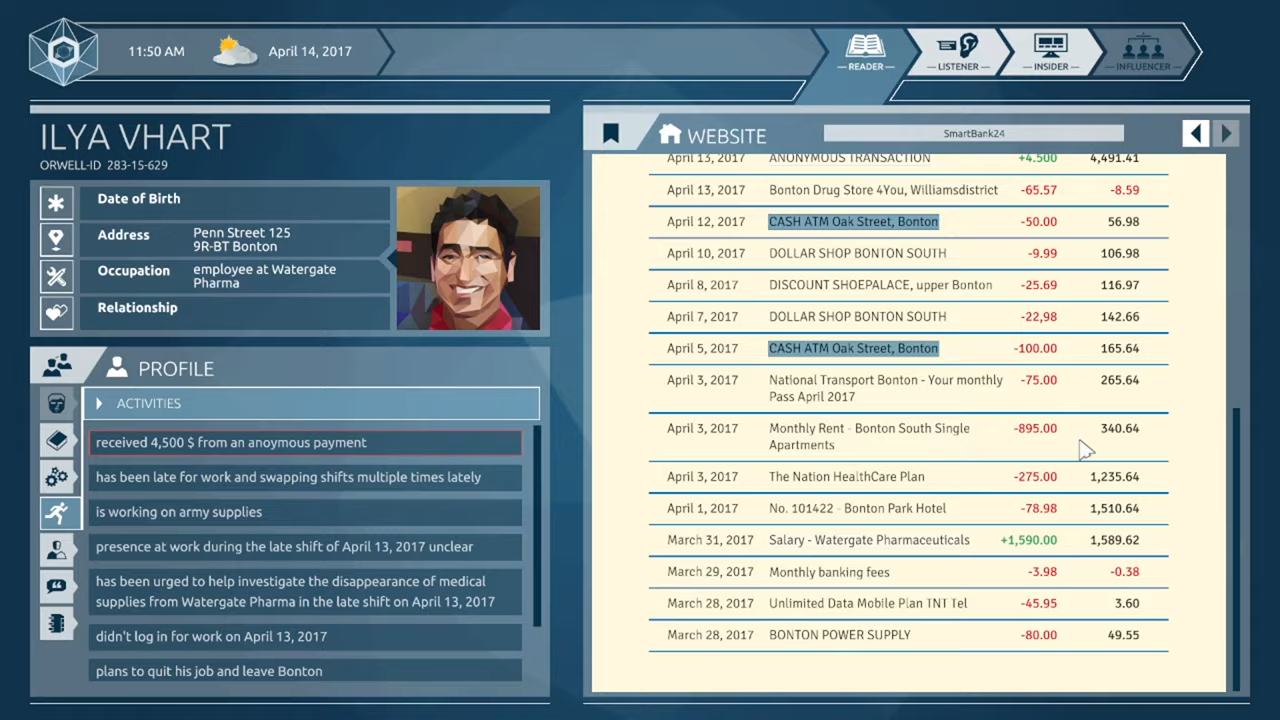 11:50 AM
April 14, 2017
READER
LISTENER
INSIDER
INFLUENCER
ILYA VHART
ORWELL-ID 283-15-629
Date of Birth
Address Penn Street 125
9R-BT Bonton
Occupation employee at Watergate
Pharma
Relationship
PROFILE
ACTIVITIES
received 4,500 $ from an anoymous payment
has been late for work and swapping shifts multiple times lately
is working on army supplies
presence at work during the late shift of April 13, 2017 unclear
has been urged to help investigate the disappearance of medical
supplies from Watergate Pharma in the late shift on April 13, 2017
didn't log in for work on April 13, 2017
plans to quit his job and leave Bonton
WEBSITE
SmartBank24
April 13, 2017 ANONYMOUS TRANSACTION +4.500 4,491.41
April 13, 2017 Bonton Drug Store 4You, Williamsdistrict -65.57 -8.59
April 12, 2017 CASH ATM Oak Street, Bonton -50.00 56.98
April 10, 2017 DOLLAR SHOP BONTON SOUTH -9.99 106.98
April 8, 2017 DISCOUNT SHOEPALACE, upper Bonton -25.69 116.97
April 7, 2017 DOLLAR SHOP BONTON SOUTH -22,98 142.66
April 5, 2017 CASH ATM Oak Street, Bonton -100.00 165.64
April 3, 2017 National Transport Bonton - Your monthly -75.00 265.64
Pass April 2017
April 3, 2017 Monthly Rent - Bonton South Single -895.00 340.64
Apartments
April 3, 2017 The Nation HealthCare Plan -275.00 1,235.64
April 1, 2017 No. 101422 - Bonton Park Hotel -78.98 1,510.64
March 31, 2017 Salary - Watergate Pharmaceuticals +1,590.00 1,589.62
March 29, 2017 Monthly banking fees -3.98 -0.38
March 28, 2017 Unlimited Data Mobile Plan TNT Tel -45.95 3.60
March 28, 2017 BONTON POWER SUPPLY -80.00 49.55